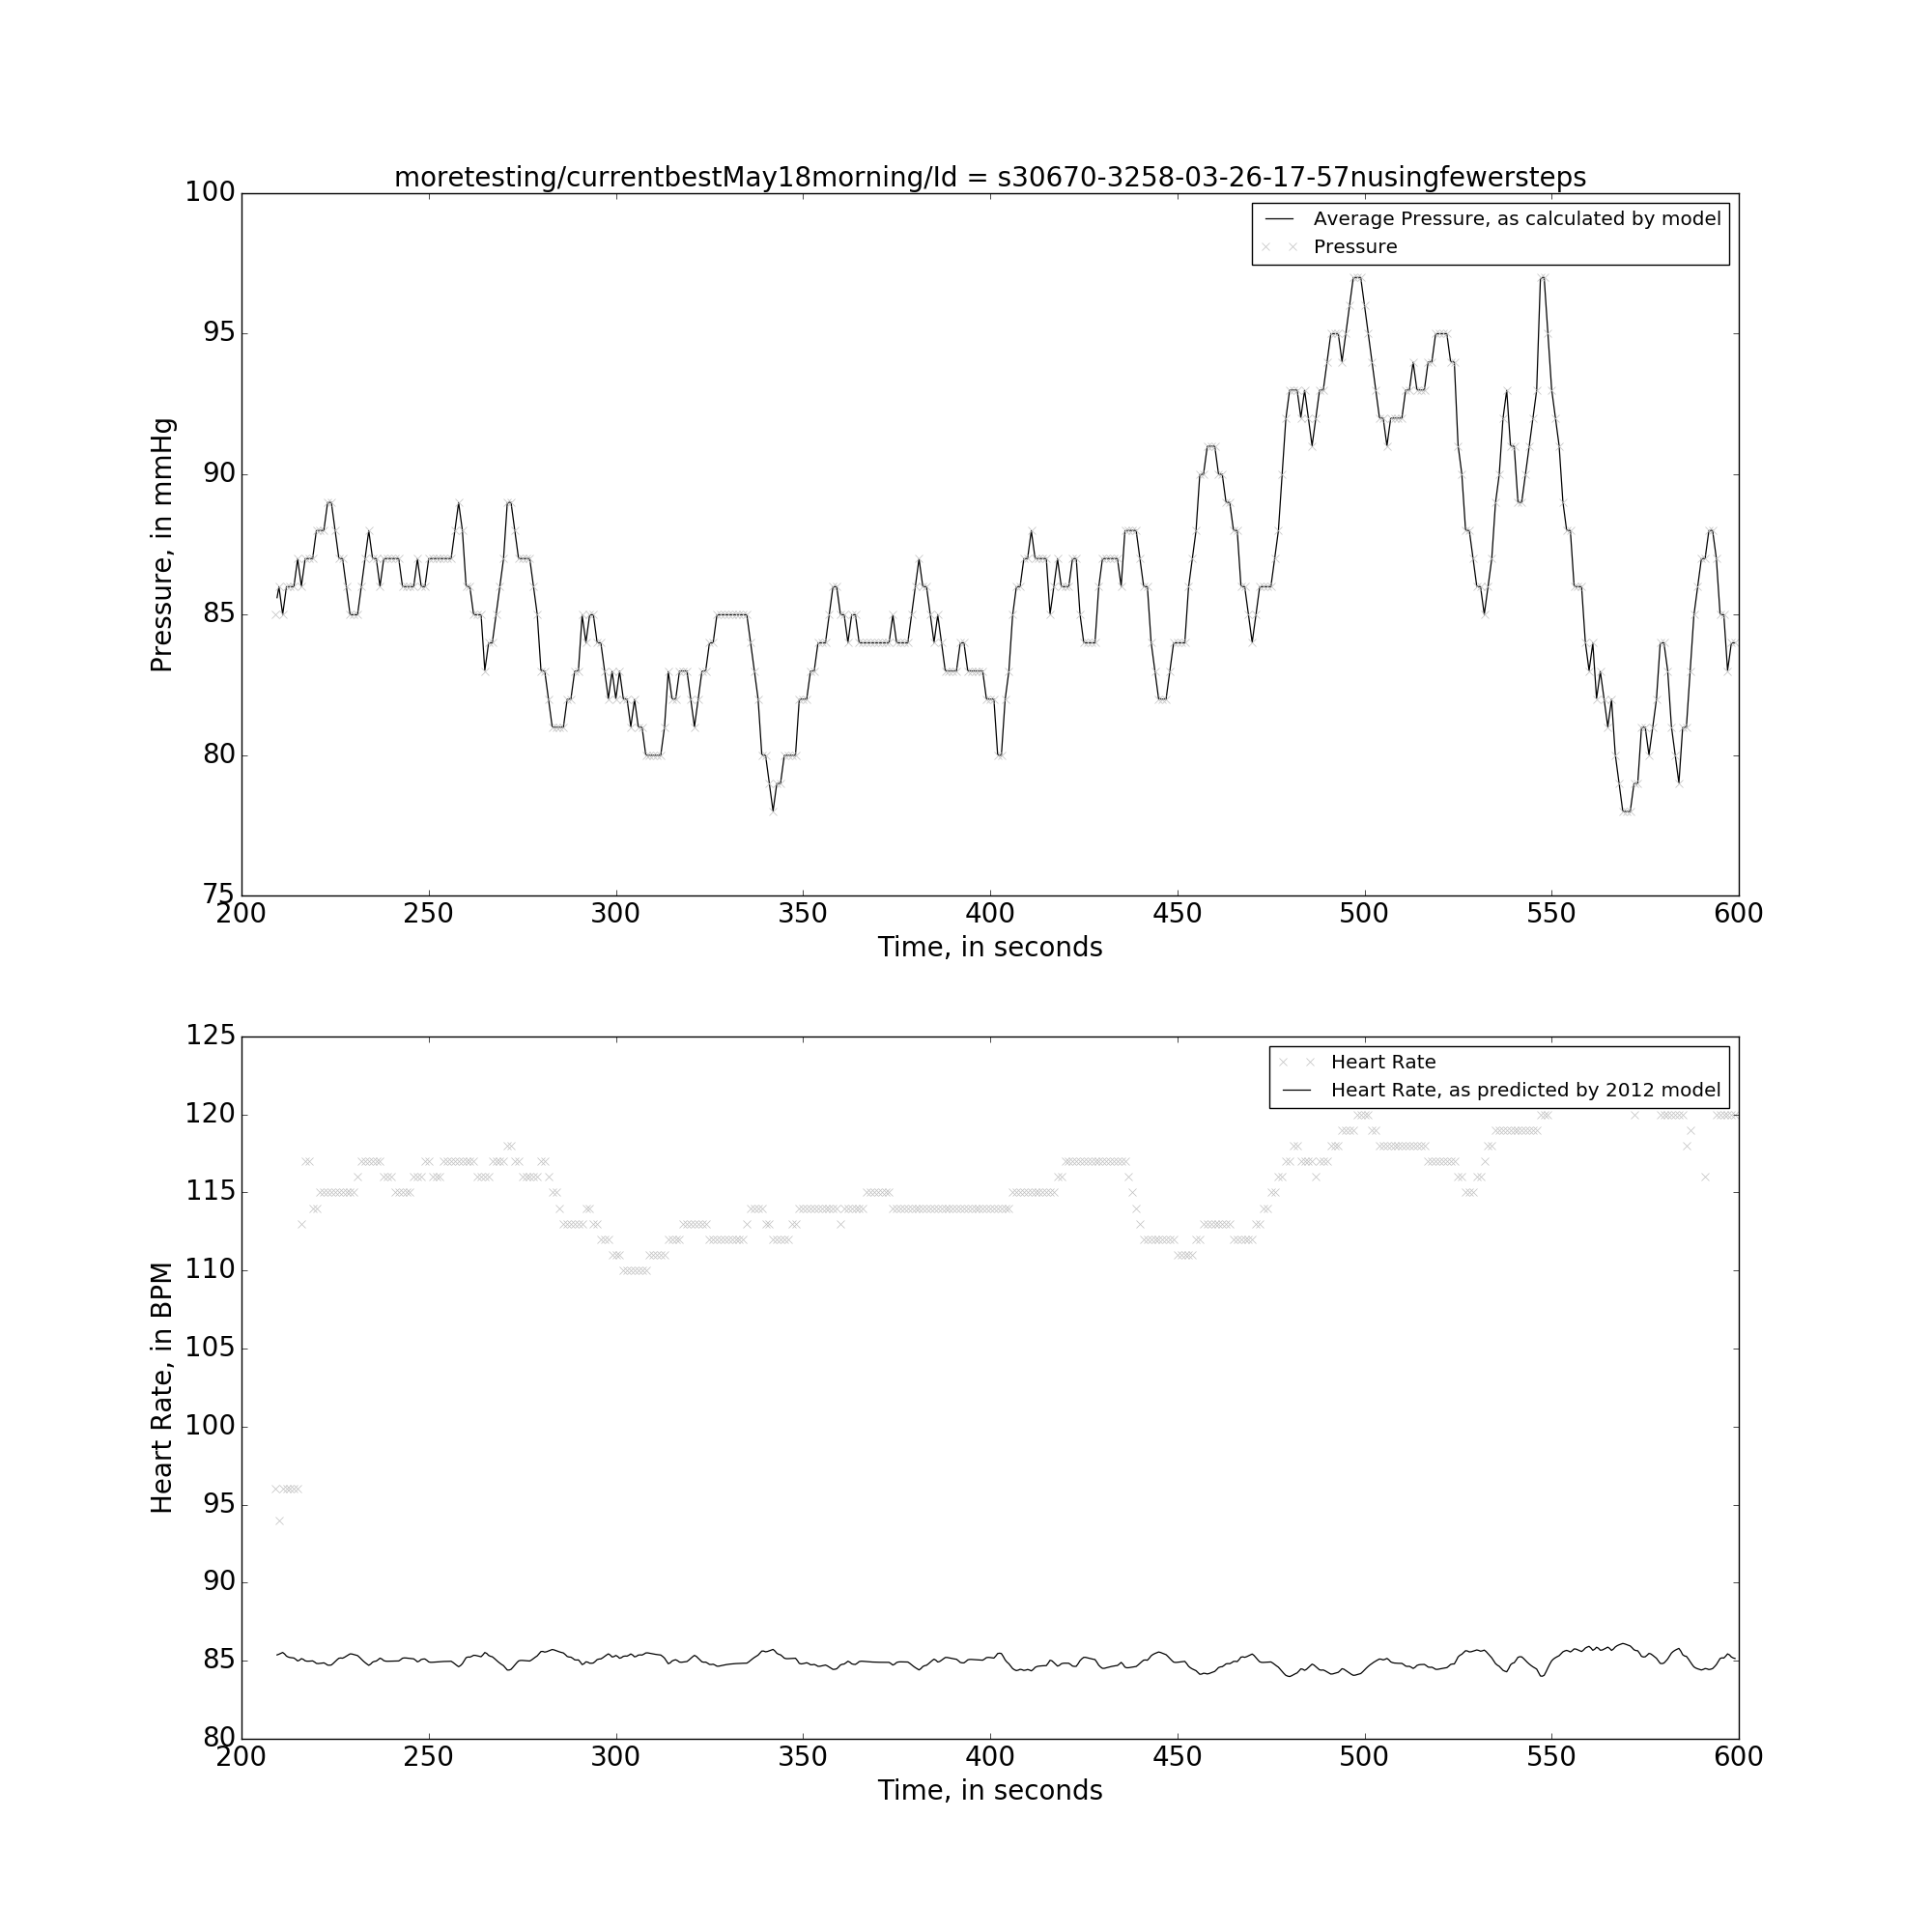 moretesting/currentbestMay18morning/Id = s30670-3258-03-26-17-57nusingfewersteps
100
95
90
85
80
75
Pressure, in mmHg
Average Pressure, as calculated by model
Pressure
200 250 300 350 400 450 500 550 600
Time, in seconds
125
120
115
110
105
100
95
90
85
80
Heart Rate, in BPM
Heart Rate
Heart Rate, as predicted by 2012 model
200 250 300 350 400 450 500 550 600
Time, in seconds